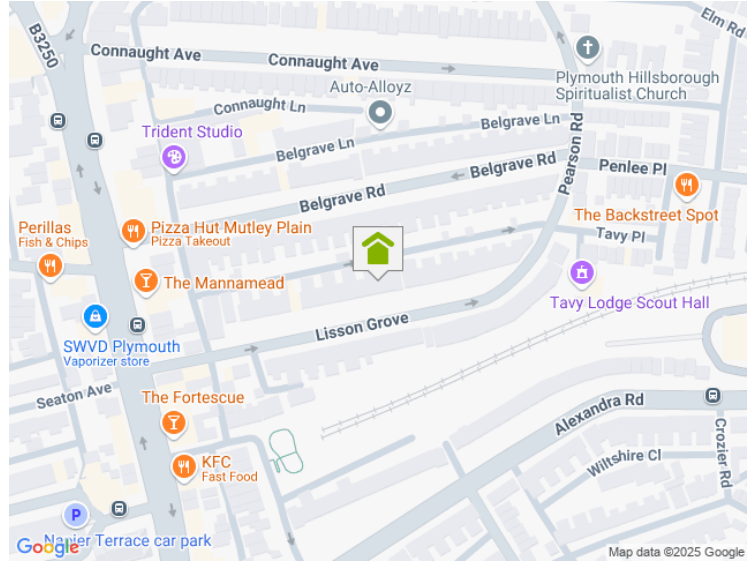 B3250
Connaught Ave
Connaught Ave
Elm Rd
Plymouth Hillsborough
Spiritualist Church
Connaught Ln
Auto-Alloyz
Trident Studio
Belgrave Ln
Belgrave Ln
Pearson Rd
Belgrave Rd
Belgrave Rd
Penlee Pl
The Backstreet Spot
Perillas
Fish & Chips
Pizza Hut Mutley Plain
Pizza Takeout
Tavy Pl
The Mannamead
Tavy Lodge Scout Hall
Lisson Grove
SWVD Plymouth
Vaporizer store
Seaton Ave
The Fortescue
Alexandra Rd
Crozier Rd
KFC
Fast Food
Wiltshire Cl
P
Napier Terrace car park
Google
Map data ©2025 Google